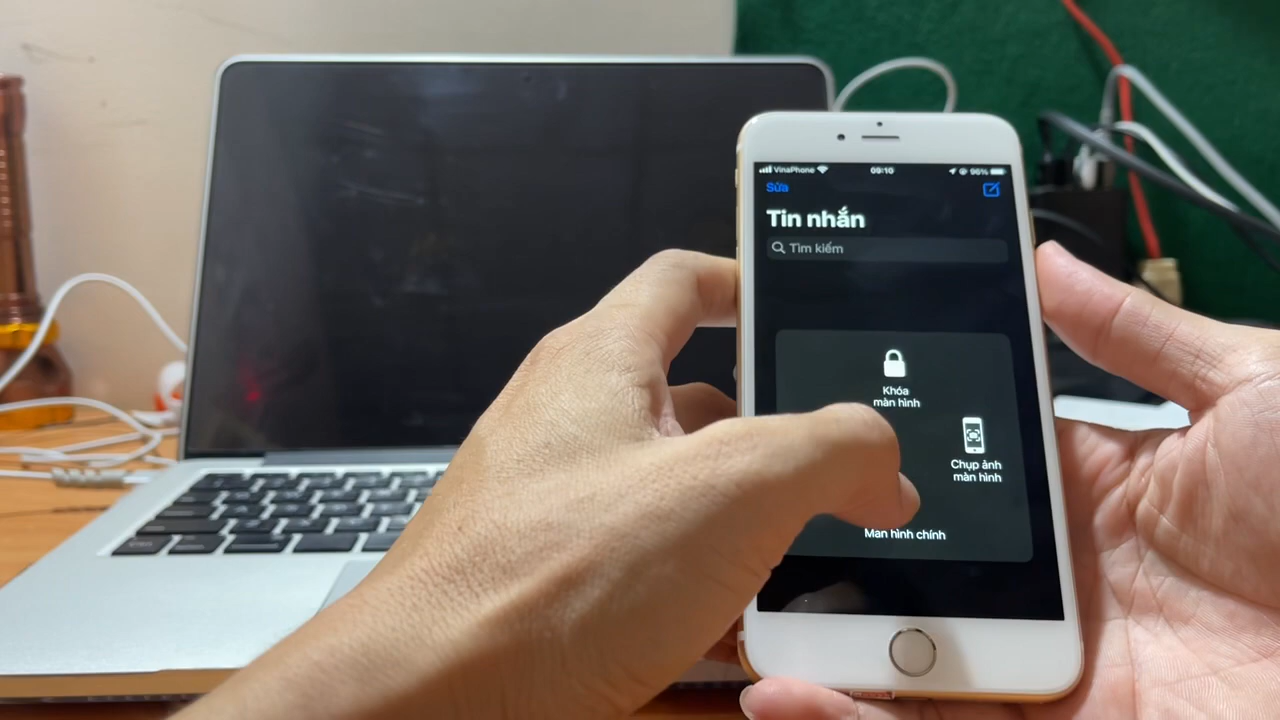 VinaPhone
09:10
96%
Sửa
Tin nhắn
Tìm kiếm
Khóa
màn hình
Chụp ảnh
màn hình
Màn hình chính